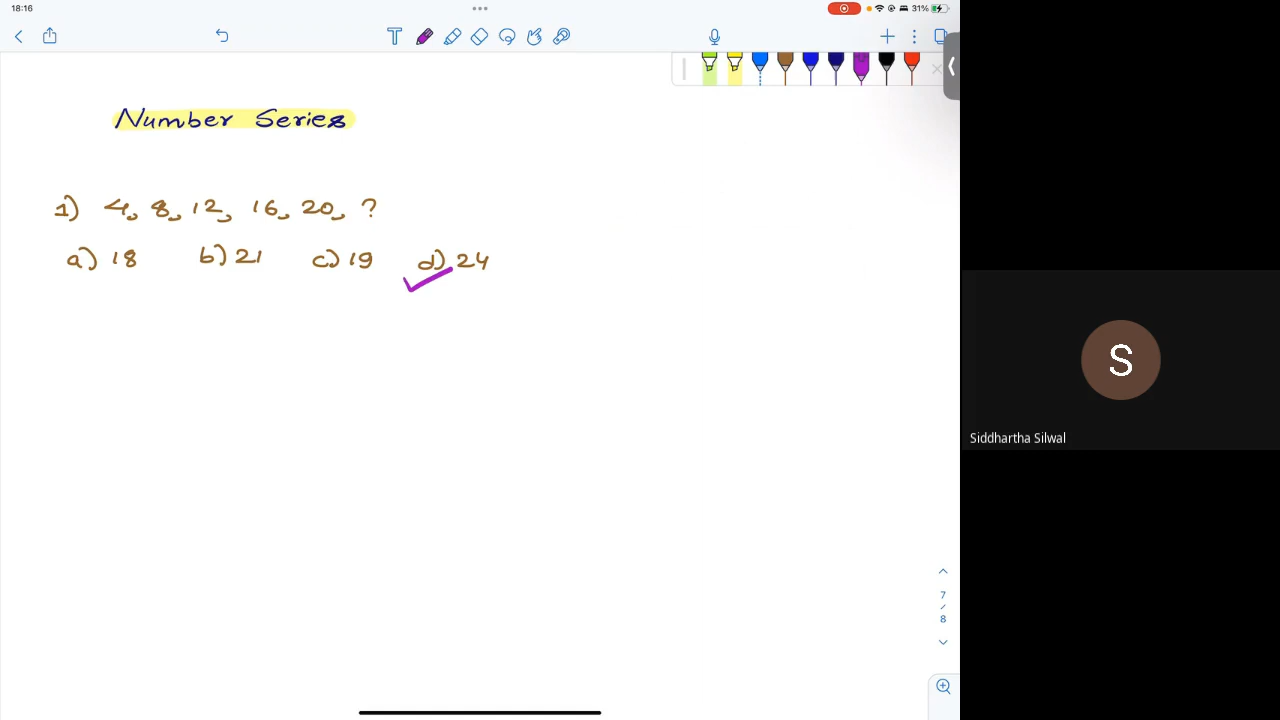 18:16
31%
T
Number Series
1) 4, 8, 12, 16, 20, ?
a) 18 b) 21 c) 19 d) 24
S
Siddhartha Silwal
7
/
8